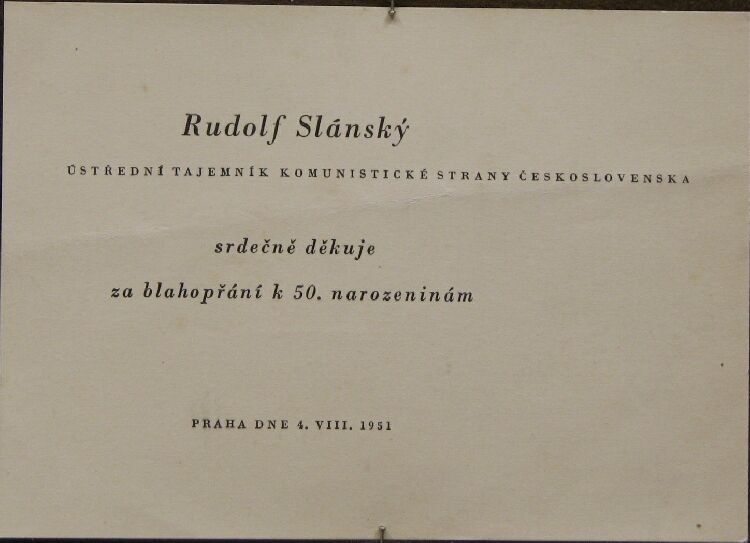 Rudolf Slánský
ÚSTŘEDNÍ TAJEMNÍK KOMUNISTICKÉ STRANY ČESKOSLOVENSKA
srdečně děkuje
za blahopřání k 50. narozeninám
PRAHA DNE 4. VIII. 1951